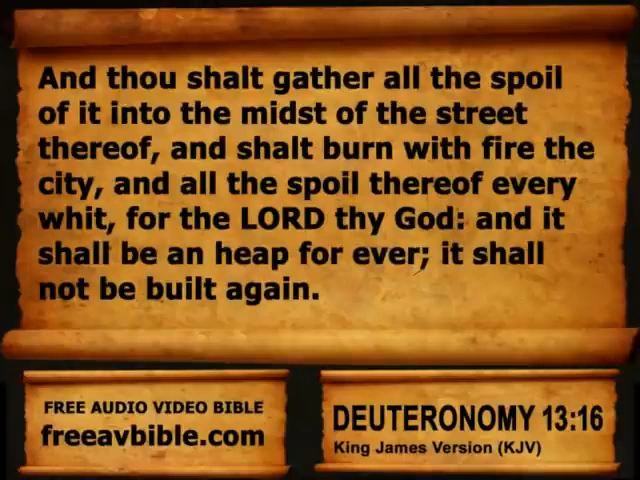 And thou shalt gather all the spoil
of it into the midst of the street
thereof, and shalt burn with fire the
city, and all the spoil thereof every
whit, for the LORD thy God: and it
shall be an heap for ever; it shall
not be built again.
FREE AUDIO VIDEO BIBLE
freeavbible.com
DEUTERONOMY 13:16
King James Version (KJV)